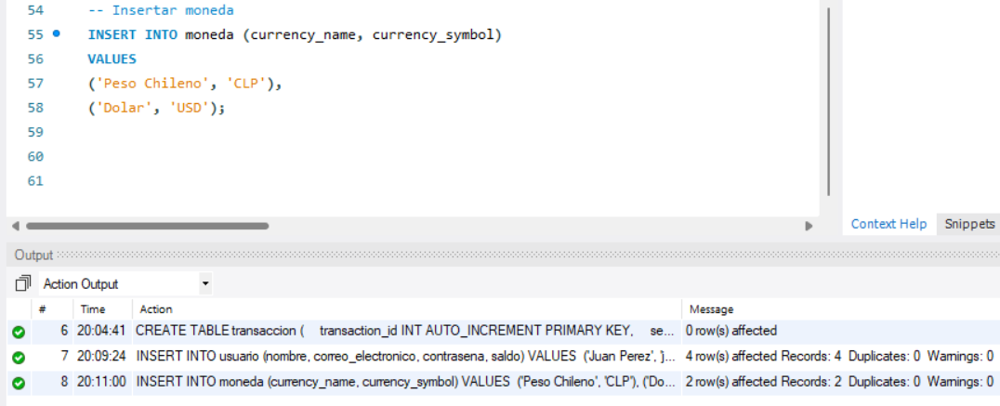 54 -- Insertar moneda
55 INSERT INTO moneda (currency_name, currency_symbol)
56 VALUES
57 ('Peso Chileno', 'CLP'),
58 ('Dolar', 'USD');
59
60
61
Context Help Snippets
Output
Action Output
# Time Action Message
6 20:04:41 CREATE TABLE transaccion ( transaction_id INT AUTO_INCREMENT PRIMARY KEY, se... 0 row(s) affected
7 20:09:24 INSERT INTO usuario (nombre, correo_electronico, contrasena, saldo) VALUES ('Juan Perez', 'j... 4 row(s) affected Records: 4 Duplicates: 0 Warnings: 0
8 20:11:00 INSERT INTO moneda (currency_name, currency_symbol) VALUES ('Peso Chileno', 'CLP'), ('Do... 2 row(s) affected Records: 2 Duplicates: 0 Warnings: 0